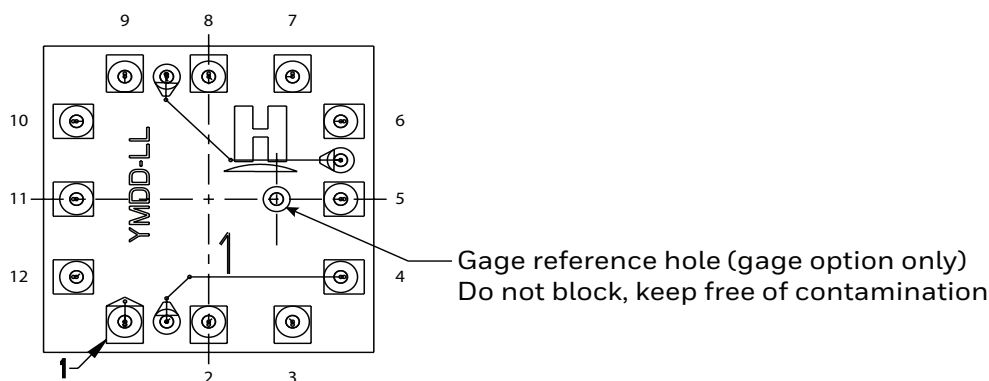 9 8 7
10 6
YMDD-LL
H
11 5
1
Gage reference hole (gage option only)
Do not block, keep free of contamination
12 4
1 2 3